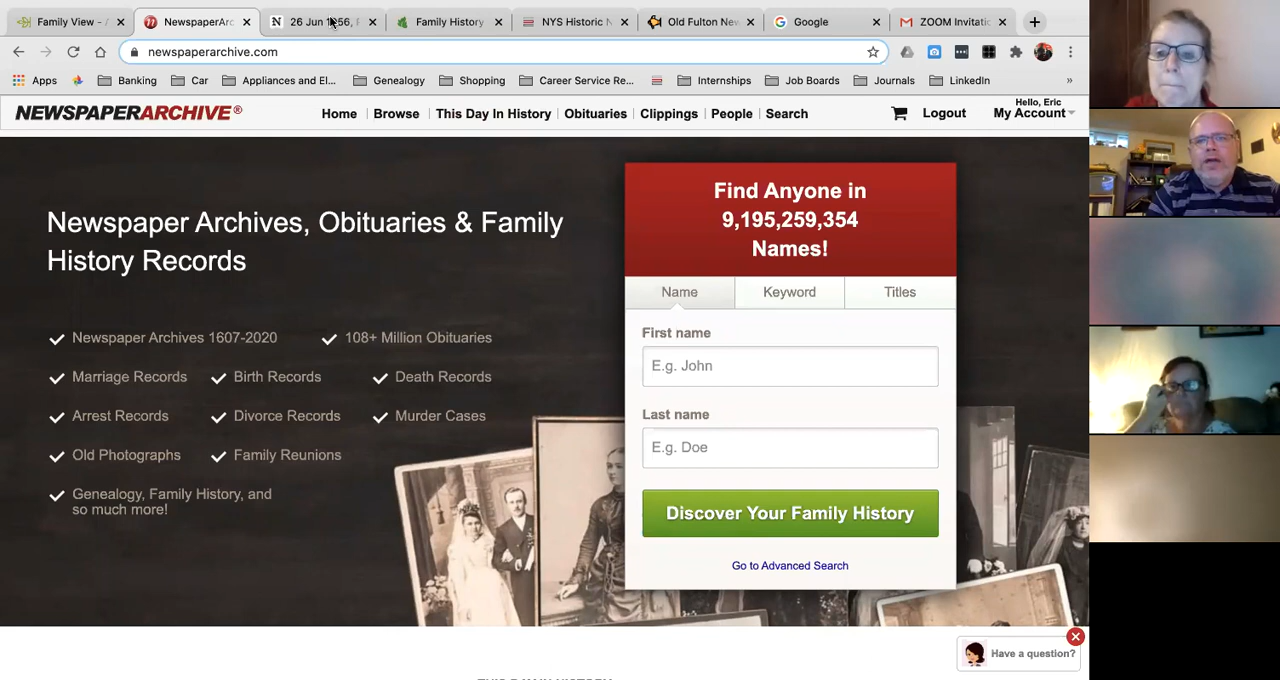 Family View - A
NewspaperArc
26 Jun 1856,
Family History
NYS Historic N
Old Fulton New
Google
ZOOM Invitatic
newspaperarchive.com
Apps
Banking
Car
Appliances and El...
Genealogy
Shopping
Career Service Re...
Internships
Job Boards
Journals
LinkedIn
»
NEWSPAPERARCHIVE®
Home
Browse
This Day In History
Obituaries
Clippings
People
Search
Logout
Hello, Eric
My Account
Newspaper Archives, Obituaries & Family
History Records
Newspaper Archives 1607-2020
108+ Million Obituaries
Marriage Records
Birth Records
Death Records
Arrest Records
Divorce Records
Murder Cases
Old Photographs
Family Reunions
Genealogy, Family History, and
so much more!
Find Anyone in
9,195,259,354
Names!
Name
Keyword
Titles
First name
E.g. John
Last name
E.g. Doe
Discover Your Family History
Go to Advanced Search
Have a question?